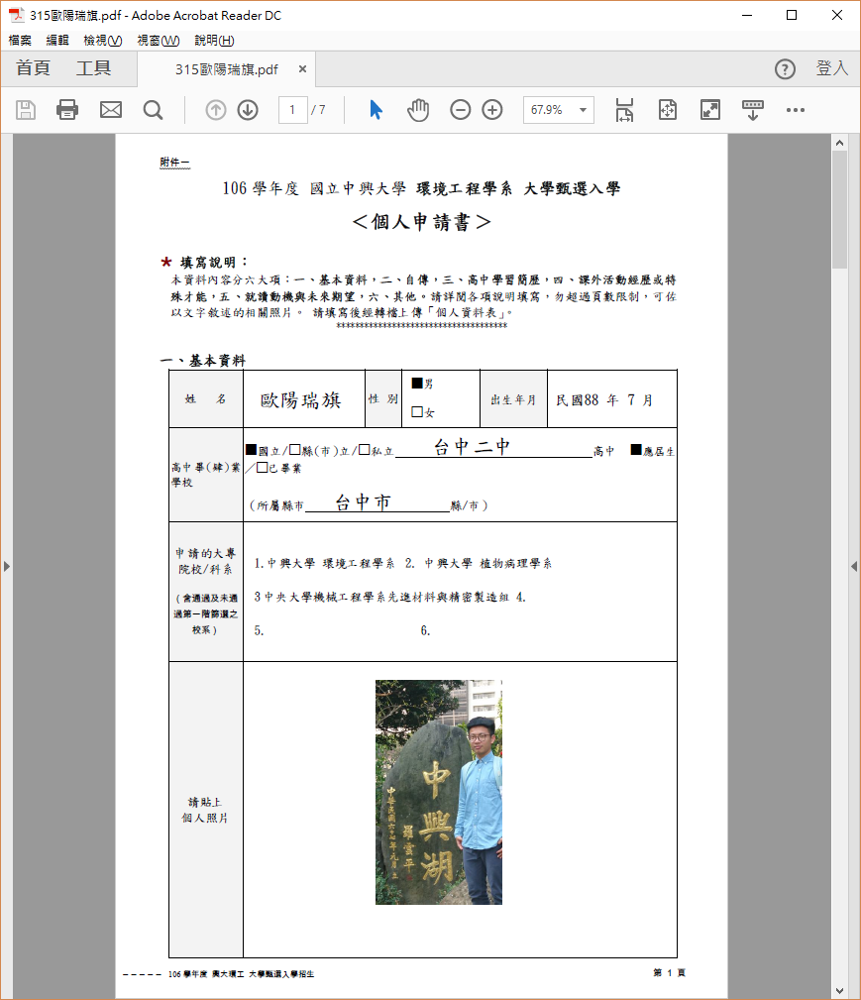 315歐陽瑞旗.pdf - Adobe Acrobat Reader DC
檔案 編輯 檢視(V) 視窗(W) 說明(H)
首頁 工具 315歐陽瑞旗.pdf × ? 登入
1 / 7 67.9%
附件一
106 學年度 國立中興大學 環境工程學系 大學甄選入學
＜個人申請書＞
★ 填寫說明：
本資料內容分六大項：一、基本資料，二、自傳，三、高中學習簡歷，四、課外活動經歷或特
殊才能，五、就讀動機與未來期望，六、其他。請詳閱各項說明填寫，勿超過頁數限制，可佐
以文字敘述的相關照片。 請填寫後經轉檔上傳「個人資料表」。
************************************
一、基本資料
姓 名 歐陽瑞旗 性 別 ■男 □女 出生年月 民國88 年 7 月
高中畢(肄)業學校
■國立/□縣(市)立/□私立 台中二中 高中 ■應屆生
／□已畢業
（所屬縣市 台中市 縣/市）
申請的大專
院校/科系
（含通過及未通
過第一階篩選之
校系）
1.中興大學 環境工程學系 2. 中興大學 植物病理學系
3中央大學機械工程學系先進材料與精密製造組 4.
5. 6.
請貼上
個人照片
中興湖
羅雲平
－－－－－ 106 學年度 興大環工 大學甄選入學招生 第 1 頁